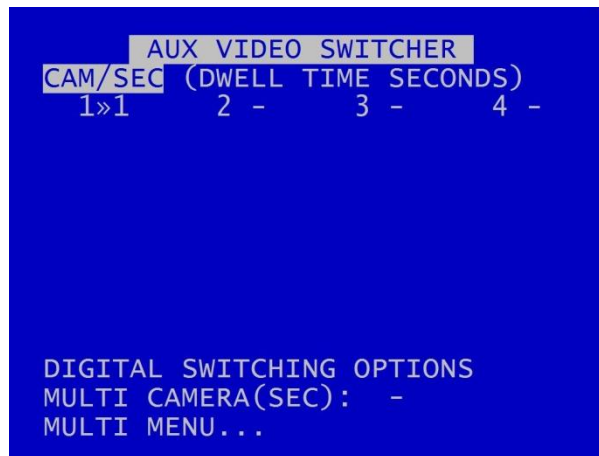 AUX VIDEO SWITCHER
CAM/SEC (DWELL TIME SECONDS)
1»1 2 - 3 - 4 -
DIGITAL SWITCHING OPTIONS
MULTI CAMERA(SEC): -
MULTI MENU...